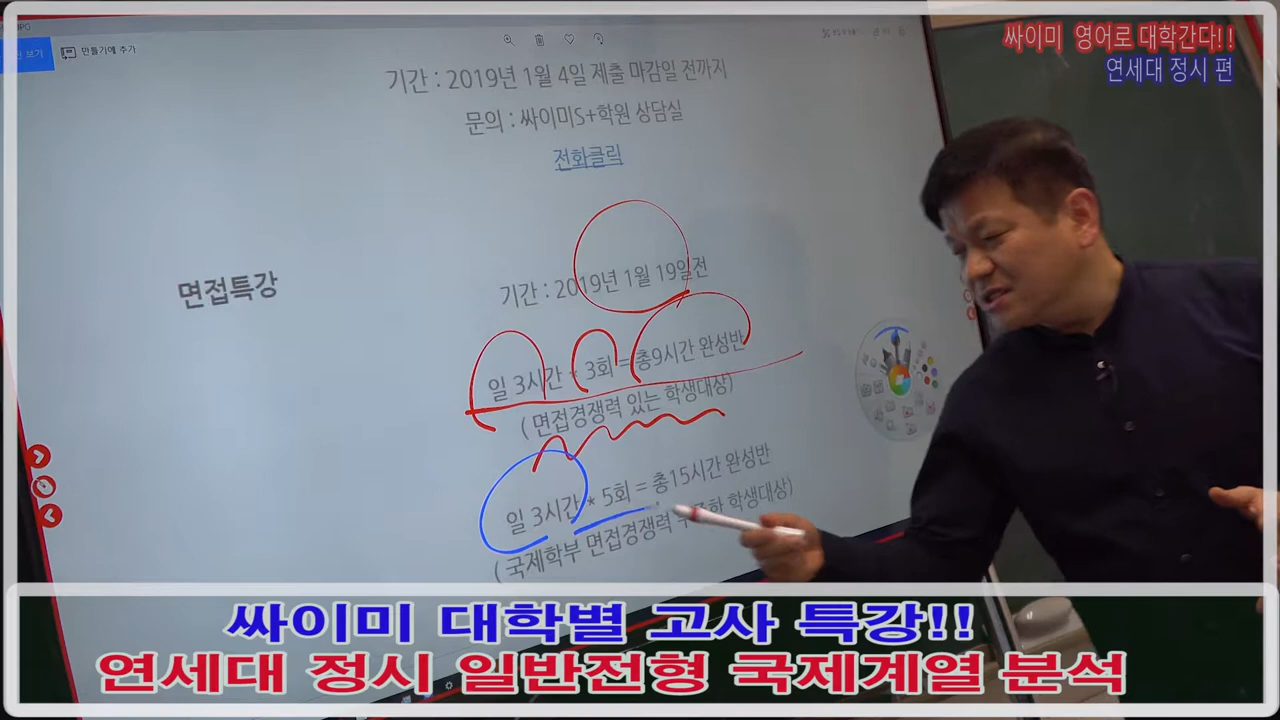 싸이미 영어로 대학간다!!
연세대 정시 편
만들기에 추가
기간 : 2019년 1월 4일 제출 마감일 전까지
문의 : 싸이미S+학원 상담실
전화클릭
면접특강
기간 : 2019년 1월 19일전
일 3시간 * 3회 = 총9시간 완성반
( 면접경쟁력 있는 학생대상)
일 3시간 * 5회 = 총15시간 완성반
( 국제학부 면접경쟁력 학생대상)
싸이미 대학별 고사 특강!!
연세대 정시 일반전형 국제계열 분석